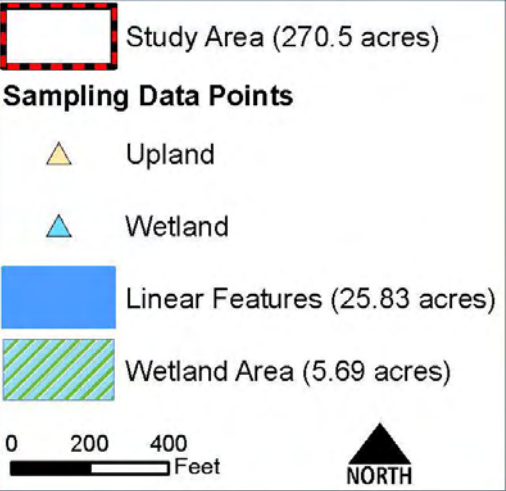 Study Area (270.5 acres)
Sampling Data Points
Upland
Wetland
Linear Features (25.83 acres)
Wetland Area (5.69 acres)
0 200 400
Feet
NORTH